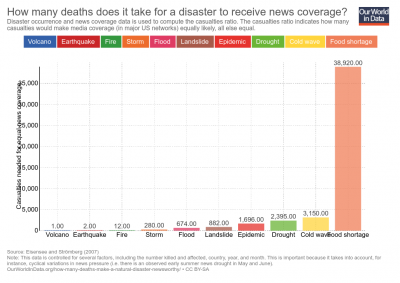 How many deaths does it take for a disaster to receive news coverage?
Disaster occurrence and news coverage data is used to compute the casualties ratio. The casualties ratio indicates how many
casualties would make media coverage (in major US networks) equally likely, all else equal.
Our World
in Data
Volcano Earthquake Fire Storm Flood Landslide Epidemic Drought Cold wave Food shortage
Casualties needed for equal news coverage
38,920.00
35,000
30,000
25,000
20,000
15,000
10,000
5,000
0
1.00 2.00 12.00 280.00 674.00 882.00 1,696.00 2,395.00 3,150.00
Volcano Earthquake Fire Storm Flood Landslide Epidemic Drought Cold wave Food shortage
Source: Eisensee and Strömberg (2007)
Note: This data is controlled for several factors, including the number killed and affected, country, year, and month. This is important because it takes into account, for
instance, cyclical variations in news pressure (i.e. there is an observed early summer news drought in May and June).
OurWorldInData.org/how-many-deaths-make-a-natural-disaster-newsworthy/ • CC BY-SA